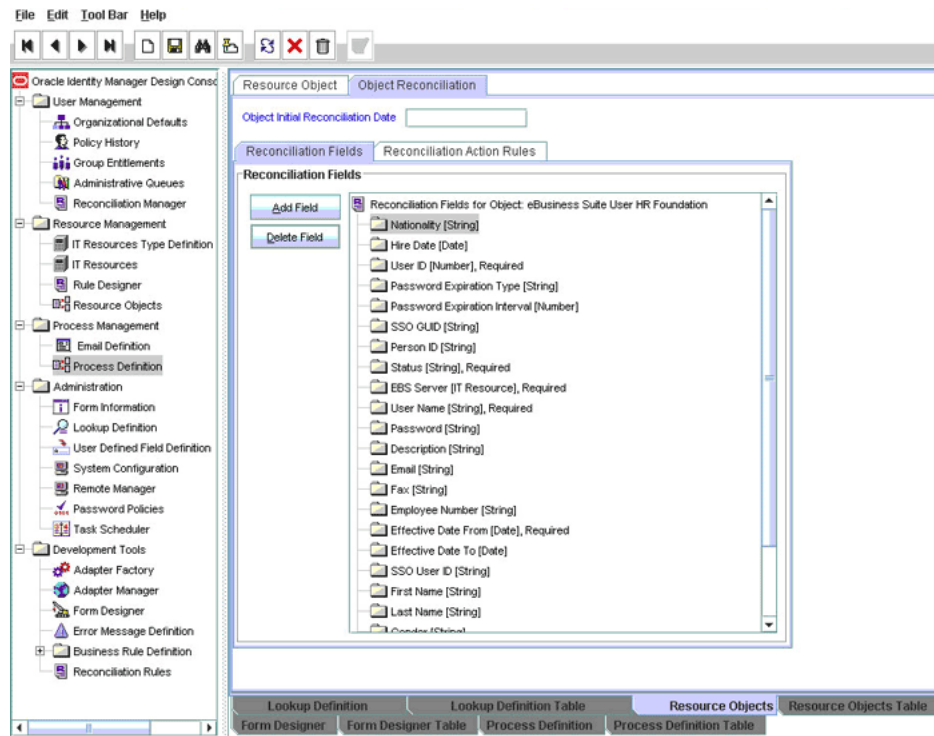 File Edit Tool Bar Help
Oracle Identity Manager Design Consc
User Management
Organizational Defaults
Policy History
Group Entitlements
Administrative Queues
Reconciliation Manager
Resource Management
IT Resources Type Definition
IT Resources
Rule Designer
Resource Objects
Process Management
Email Definition
Process Definition
Administration
Form Information
Lookup Definition
User Defined Field Definition
System Configuration
Remote Manager
Password Policies
Task Scheduler
Development Tools
Adapter Factory
Adapter Manager
Form Designer
Error Message Definition
Business Rule Definition
Reconciliation Rules
Resource Object Object Reconciliation
Object Initial Reconciliation Date
Reconciliation Fields Reconciliation Action Rules
Reconciliation Fields
Add Field
Delete Field
Reconciliation Fields for Object: eBusiness Suite User HR Foundation
Nationality [String]
Hire Date [Date]
User ID [Number], Required
Password Expiration Type [String]
Password Expiration Interval [Number]
SSO GUID [String]
Person ID [String]
Status [String], Required
EBS Server [IT Resource], Required
User Name [String], Required
Password [String]
Description [String]
Email [String]
Fax [String]
Employee Number [String]
Effective Date From [Date], Required
Effective Date To [Date]
SSO User ID [String]
First Name [String]
Last Name [String]
Gender [String]
Lookup Definition Lookup Definition Table Resource Objects Resource Objects Table
Form Designer Form Designer Table Process Definition Process Definition Table